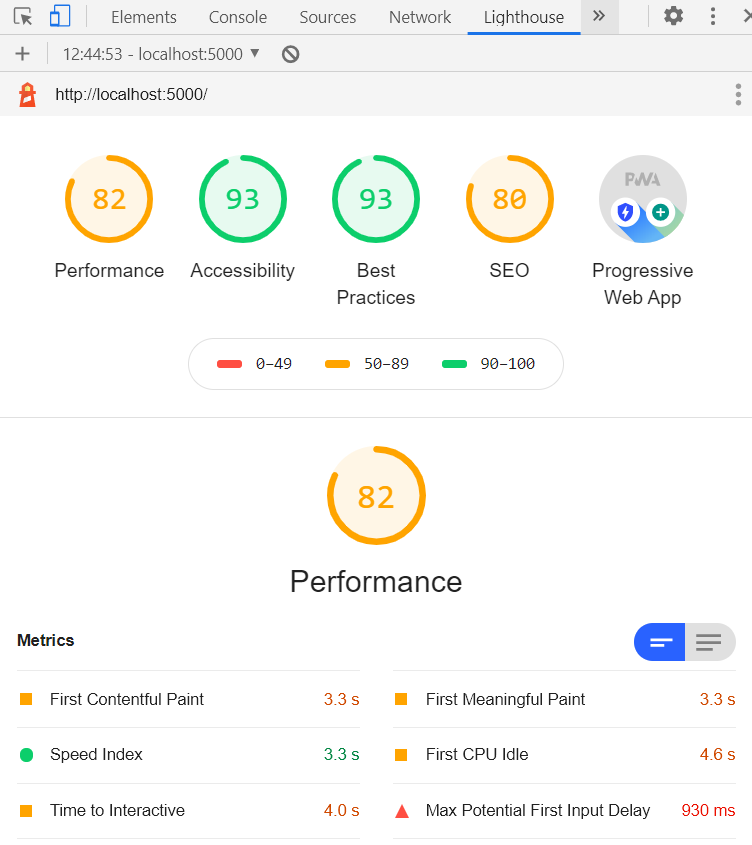 Elements Console Sources Network Lighthouse »
12:44:53 - localhost:5000 ▼
http://localhost:5000/
82 93 93 80 PWA
Performance Accessibility Best Practices SEO Progressive Web App
0–49 50–89 90–100
82
Performance
Metrics
First Contentful Paint 3.3 s First Meaningful Paint 3.3 s
Speed Index 3.3 s First CPU Idle 4.6 s
Time to Interactive 4.0 s Max Potential First Input Delay 930 ms